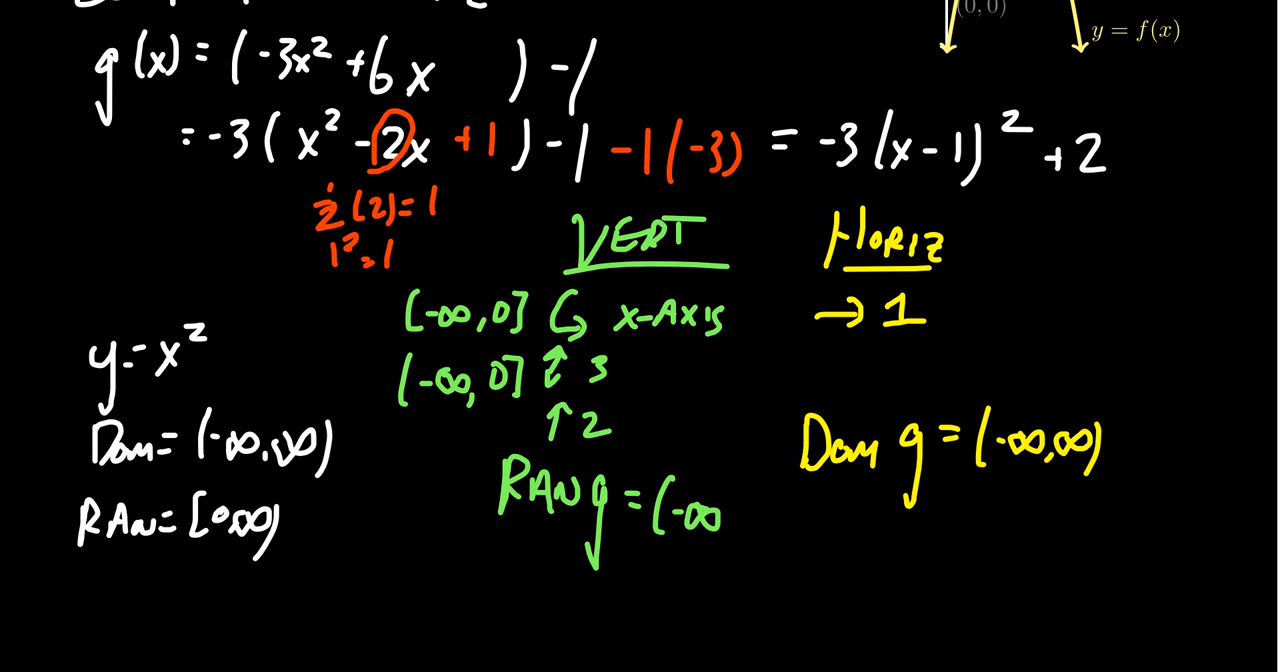 (0, 0)
y = f(x)
g(x) = (-3x² + 6x ) - 1
= -3(x² - 2x + 1) - 1 - 1(-3) = -3(x - 1)² + 2
½(2) = 1
1² = 1
VERT
HORIZ
[-∞, 0] ↪ x-AXIS
→ 1
(-∞, 0] ↕ 3
y = x²
↑ 2
Dom = (-∞, ∞)
Dom g = (-∞, ∞)
RAN g = (-∞
RAN = [0, ∞)